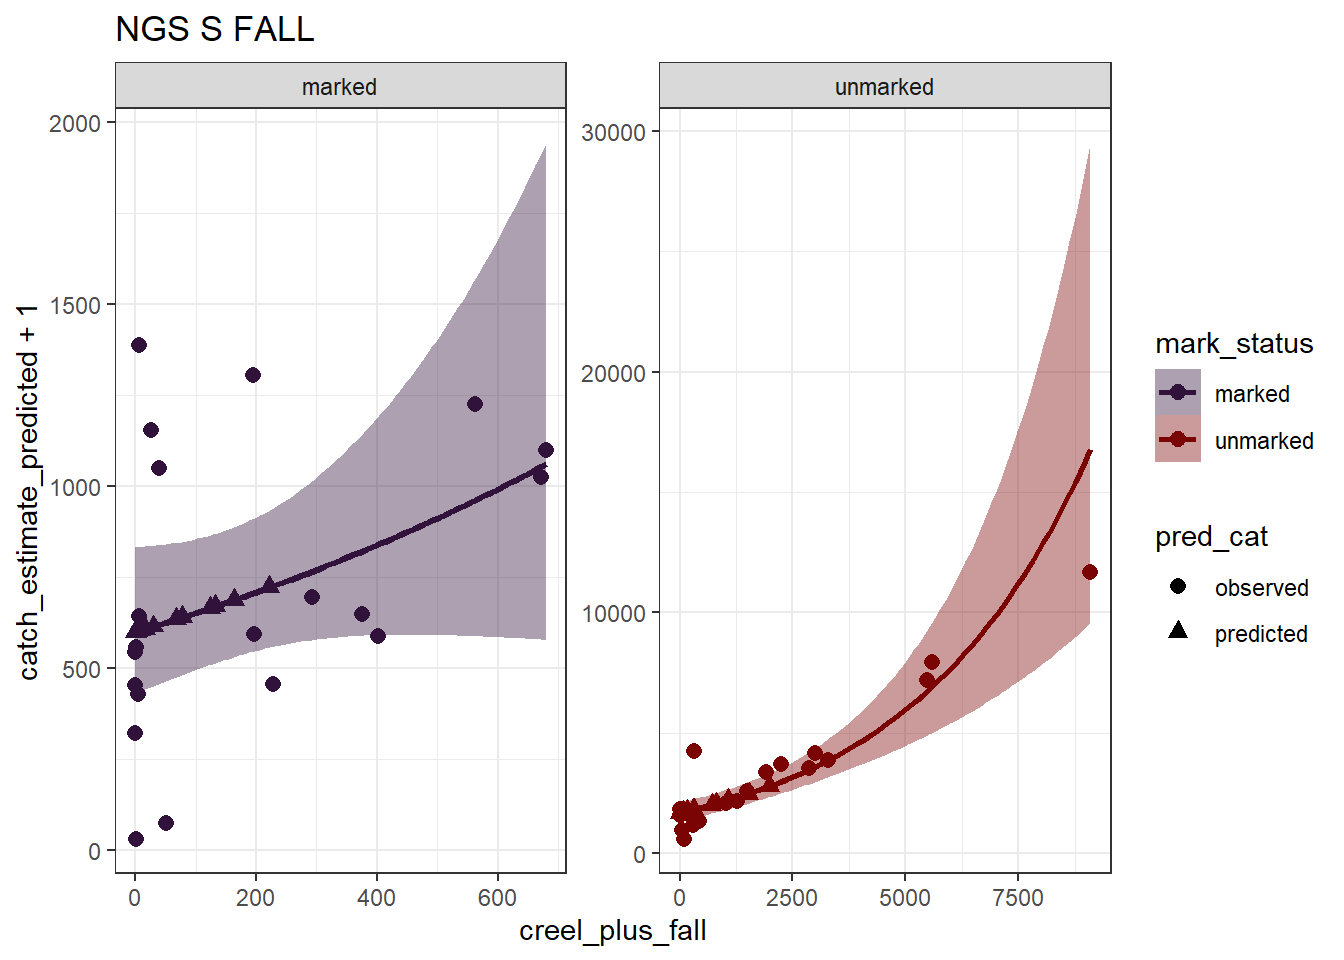 NGS S FALL
marked
unmarked
catch_estimate_predicted + 1
2000
1500
1000
500
0
0
200
400
600
30000
20000
10000
0
0
2500
5000
7500
creel_plus_fall
mark_status
marked
unmarked
pred_cat
observed
predicted